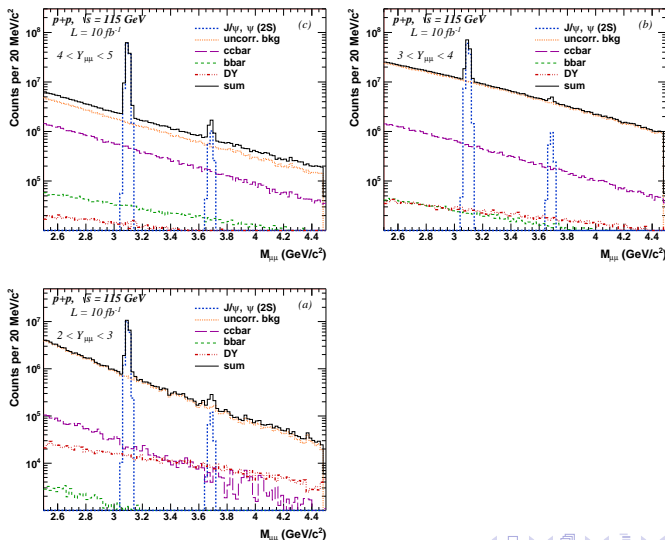 p+p, √s = 115 GeV
L = 10 fb⁻¹
4 < Y_μμ < 5
(c)
J/ψ, ψ (2S)
uncorr. bkg
ccbar
bbar
DY
sum
Counts per 20 MeV/c²
10⁸
10⁷
10⁶
10⁵
2.6 2.8 3 3.2 3.4 3.6 3.8 4 4.2 4.4
M_μμ (GeV/c²)
p+p, √s = 115 GeV
L = 10 fb⁻¹
3 < Y_μμ < 4
(b)
J/ψ, ψ (2S)
uncorr. bkg
ccbar
bbar
DY
sum
Counts per 20 MeV/c²
10⁸
10⁷
10⁶
10⁵
2.6 2.8 3 3.2 3.4 3.6 3.8 4 4.2 4.4
M_μμ (GeV/c²)
p+p, √s = 115 GeV
L = 10 fb⁻¹
2 < Y_μμ < 3
(a)
J/ψ, ψ (2S)
uncorr. bkg
ccbar
bbar
DY
sum
Counts per 20 MeV/c²
10⁷
10⁶
10⁵
10⁴
2.6 2.8 3 3.2 3.4 3.6 3.8 4 4.2 4.4
M_μμ (GeV/c²)